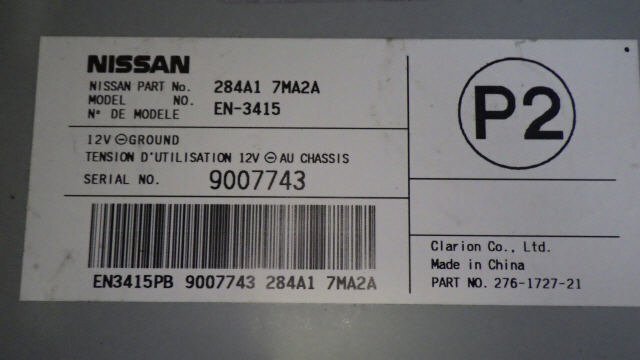 NISSAN
NISSAN PART No. 284A1 7MA2A
MODEL NO. EN-3415
N° DE MODELE
12V ⊖ GROUND
TENSION D'UTILISATION 12V ⊖ AU CHASSIS
SERIAL NO. 9007743
EN3415PB 9007743 284A1 7MA2A
P2
Clarion Co., Ltd.
Made in China
PART NO. 276-1727-21